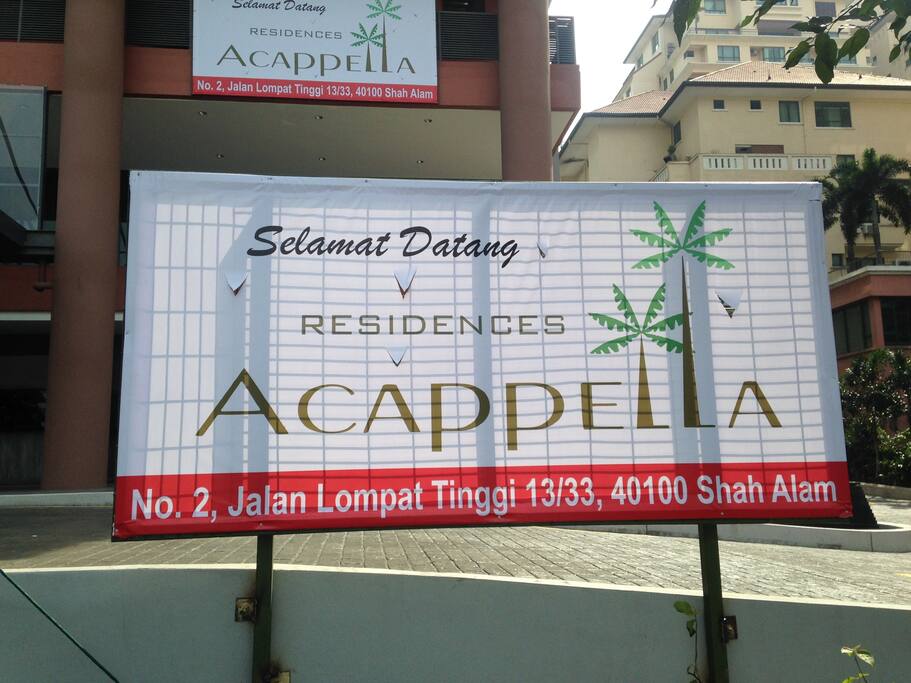 Selamat Datang
RESIDENCES
ACAPPELLA
No. 2, Jalan Lompat Tinggi 13/33, 40100 Shah Alam
Selamat Datang
RESIDENCES
ACAPPELLA
No. 2, Jalan Lompat Tinggi 13/33, 40100 Shah Alam